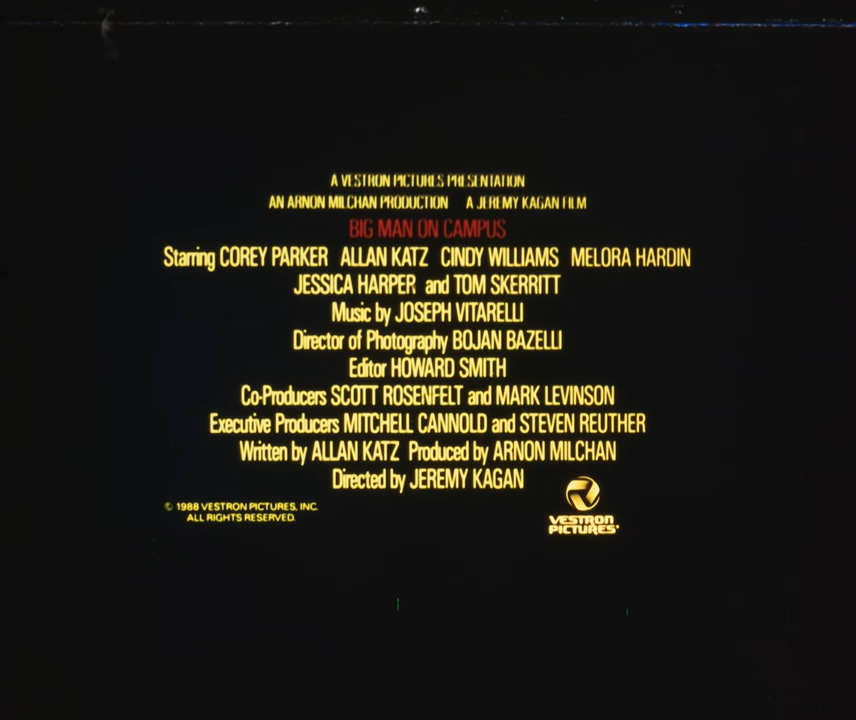 A VESTRON PICTURES PRESENTATION
AN ARNON MILCHAN PRODUCTION A JEREMY KAGAN FILM
BIG MAN ON CAMPUS
Starring COREY PARKER ALLAN KATZ CINDY WILLIAMS MELORA HARDIN
JESSICA HARPER and TOM SKERRITT
Music by JOSEPH VITARELLI
Director of Photography BOJAN BAZELLI
Editor HOWARD SMITH
Co-Producers SCOTT ROSENFELT and MARK LEVINSON
Executive Producers MITCHELL CANNOLD and STEVEN REUTHER
Written by ALLAN KATZ Produced by ARNON MILCHAN
Directed by JEREMY KAGAN
© 1988 VESTRON PICTURES, INC.
ALL RIGHTS RESERVED.
VESTRON
PICTURES